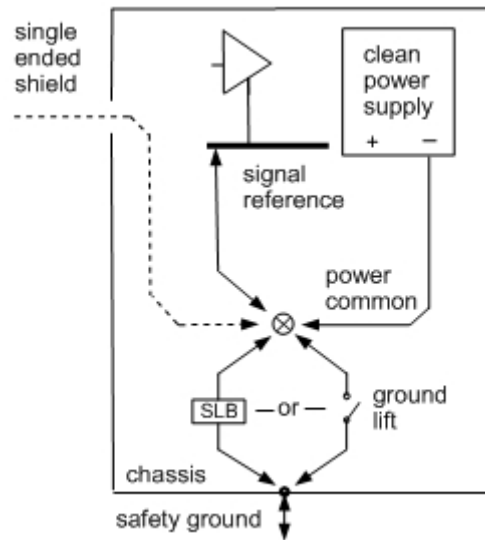 single
ended
shield
clean
power
supply
+ −
signal
reference
power
common
SLB
— or —
ground
lift
chassis
safety ground